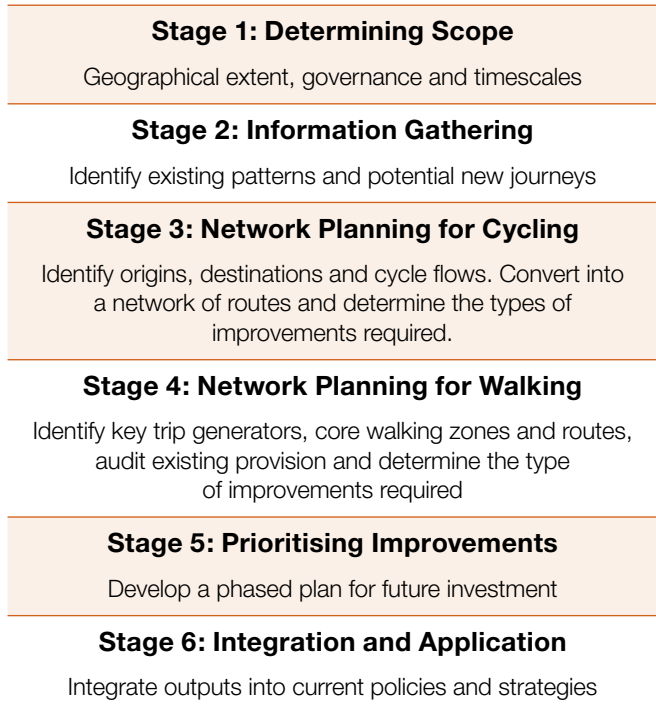 Stage 1: Determining Scope
Geographical extent, governance and timescales
Stage 2: Information Gathering
Identify existing patterns and potential new journeys
Stage 3: Network Planning for Cycling
Identify origins, destinations and cycle flows. Convert into
a network of routes and determine the types of
improvements required.
Stage 4: Network Planning for Walking
Identify key trip generators, core walking zones and routes,
audit existing provision and determine the type
of improvements required
Stage 5: Prioritising Improvements
Develop a phased plan for future investment
Stage 6: Integration and Application
Integrate outputs into current policies and strategies